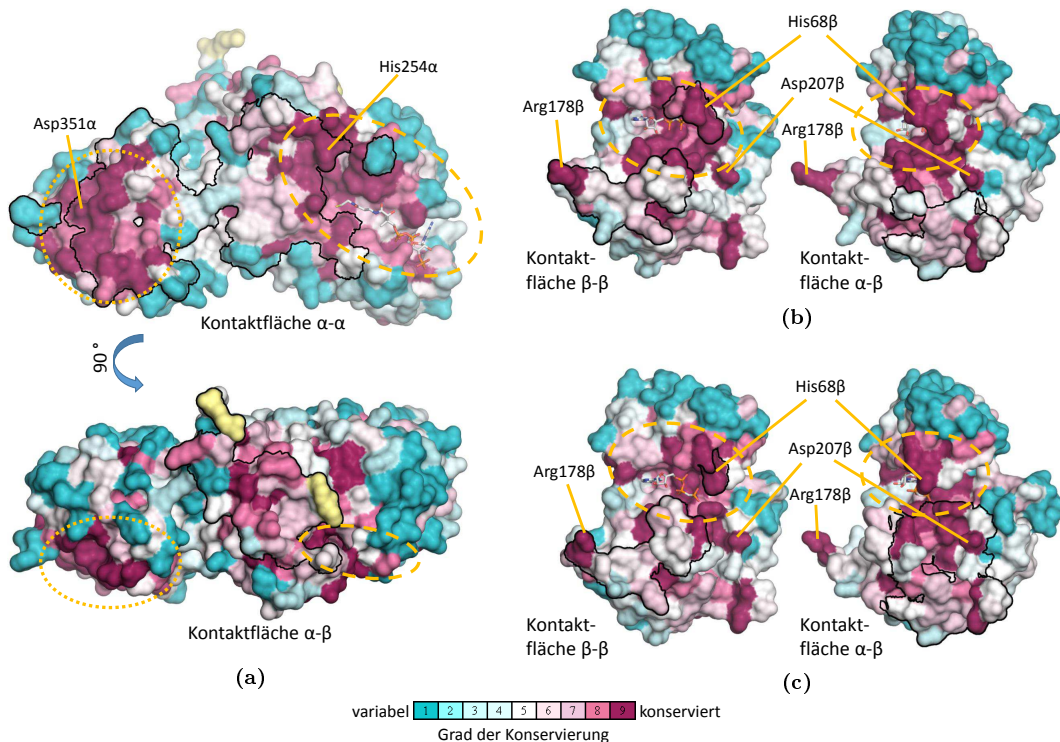 His254α
Asp351α
Kontaktfläche α-α
90°
Kontaktfläche α-β
(a)
His68β
Arg178β
Asp207β
Arg178β
Kontakt-
fläche β-β
Kontakt-
fläche α-β
(b)
His68β
Arg178β
Asp207β
Arg178β
Kontakt-
fläche β-β
Kontakt-
fläche α-β
(c)
variabel 1 2 3 4 5 6 7 8 9 konserviert
Grad der Konservierung